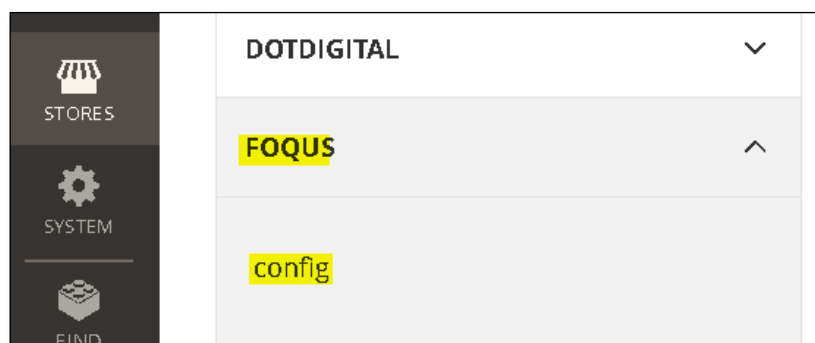 STORES
SYSTEM
FIND
DOTDIGITAL
FOQUS
config